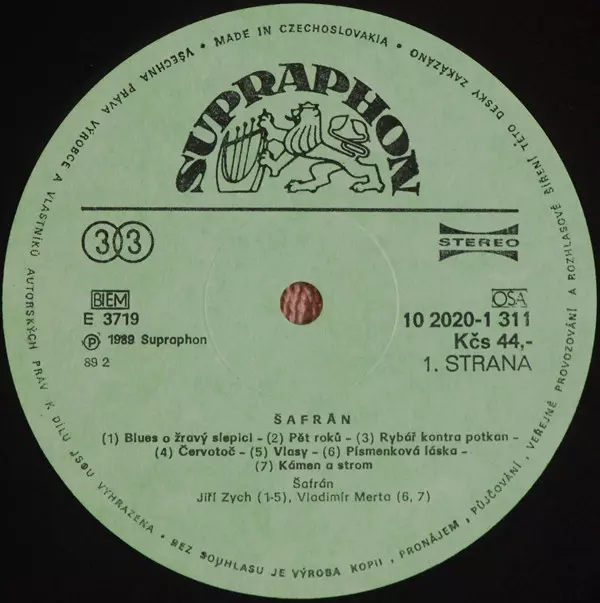 • MADE IN CZECHOSLOVAKIA •
VŠECHNA PRÁVA VÝROBCE A VLASTNÍKŮ AUTORSKÝCH PRÁV K DÍLU JSOU VYHRAZENA • BEZ SOUHLASU JE VÝROBA KOPIÍ, PRONÁJEM, PŮJČOVÁNÍ, VEŘEJNÉ PROVOZOVÁNÍ A ROZHLASOVÉ ŠÍŘENÍ TÉTO DESKY ZAKÁZÁNO
SUPRAPHON
33
STEREO
BIEM
OSA
E 3719
10 2020-1 311
Ⓟ 1989 Supraphon
Kčs 44,-
89 2
1. STRANA
ŠAFRÁN
(1) Blues o žravý slepici - (2) Pět roků - (3) Rybář kontra potkan -
(4) Červotoč - (5) Vlasy - (6) Písmenková láska -
(7) Kámen a strom
Šafrán
Jiří Zych (1-5), Vladimír Merta (6, 7)